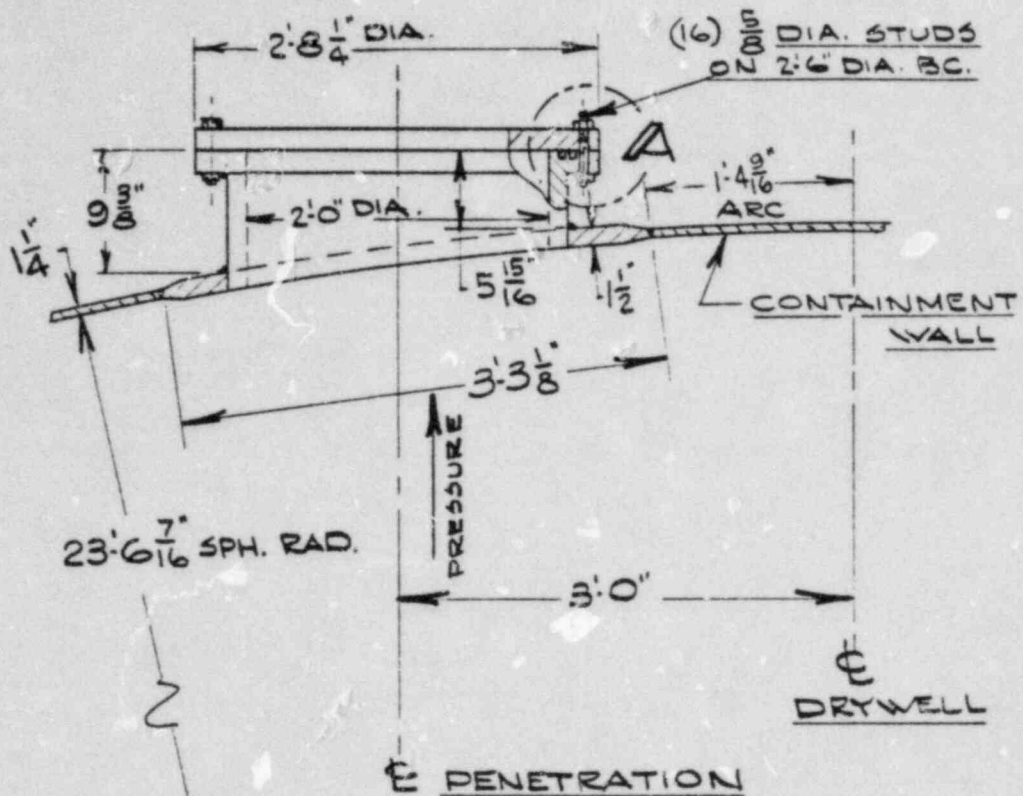 2'-8 1/4" DIA.
(16) 5/8 DIA. STUDS
ON 2'-6" DIA. B.C.
A
9 3/8"
1'-4 9/16"
ARC
2'-0" DIA.
1 1/4"
5 15/16"
1 1/2"
CONTAINMENT
WALL
3'-3 1/8"
PRESSURE
23'-6 7/16" SPH. RAD.
3'-0"
℄
DRYWELL
℄ PENETRATION